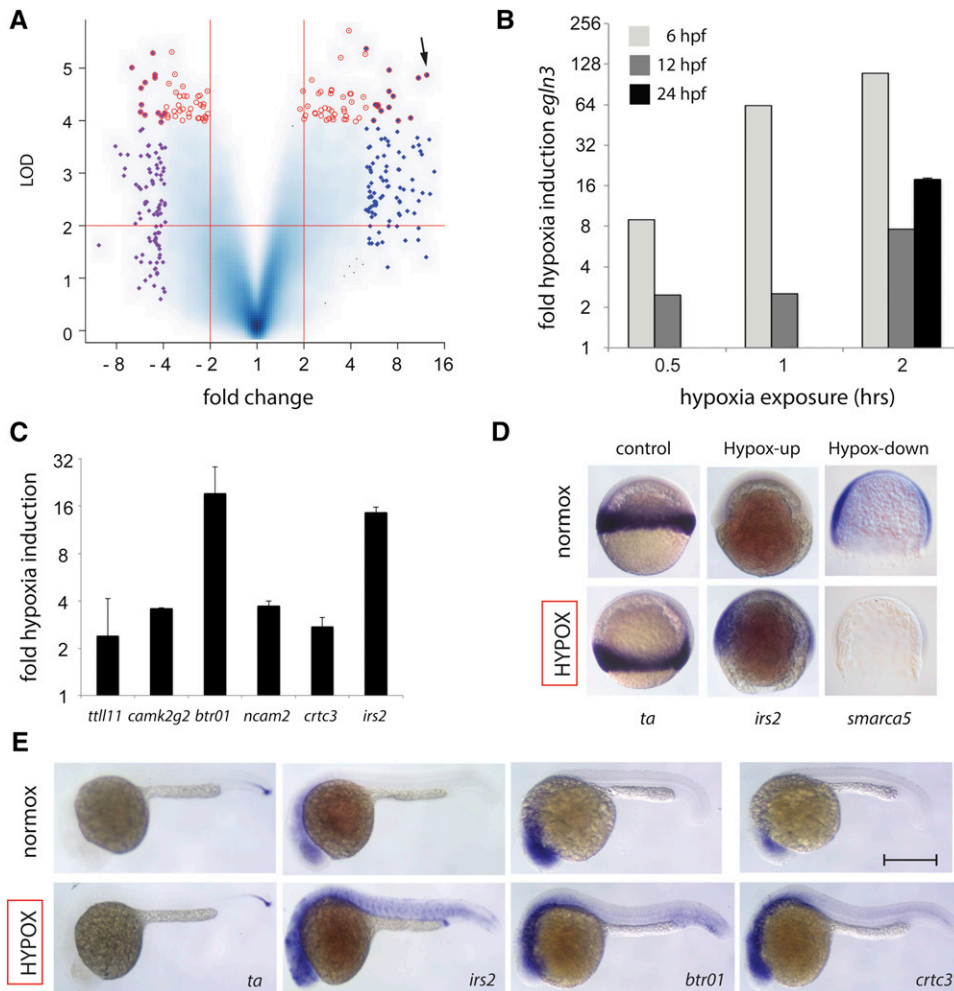 A
LOD
5
4
3
2
1
0
- 8
- 4
- 2
1
2
4
8
16
fold change
B
fold hypoxia induction egln3
256
128
64
32
16
8
4
2
1
6 hpf
12 hpf
24 hpf
0.5
1
2
hypoxia exposure (hrs)
C
fold hypoxia induction
32
16
8
4
2
1
ttll11 camk2g2 btr01 ncam2 crtc3 irs2
D
control Hypox-up Hypox-down
normox
HYPOX
ta irs2 smarca5
E
normox
HYPOX
ta irs2 btr01 crtc3